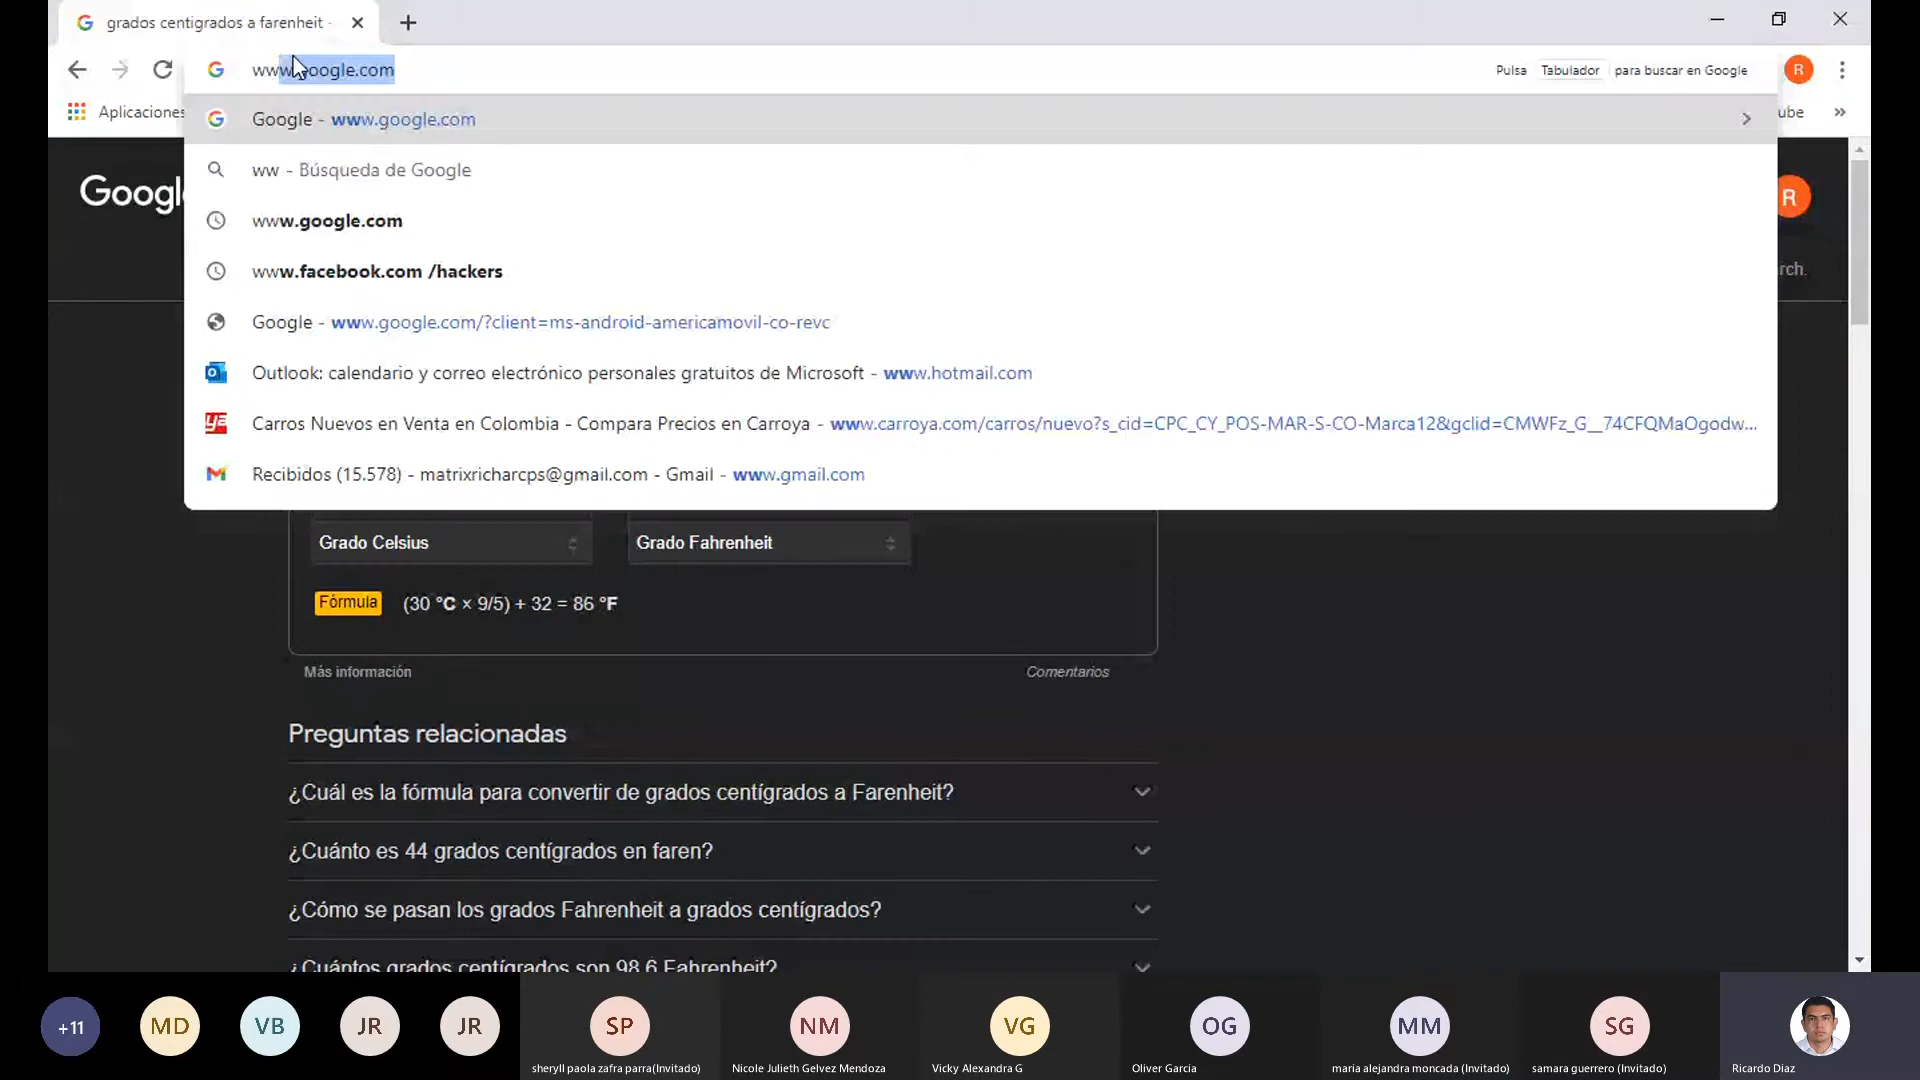 grados centigrados a farenheit -
www.google.com
Pulsa Tabulador para buscar en Google
R
Aplicaciones
ube
Google - www.google.com
ww - Búsqueda de Google
www.google.com
www.facebook.com /hackers
Google - www.google.com/?client=ms-android-americamovil-co-revc
Outlook: calendario y correo electrónico personales gratuitos de Microsoft - www.hotmail.com
Carros Nuevos en Venta en Colombia - Compara Precios en Carroya - www.carroya.com/carros/nuevo?s_cid=CPC_CY_POS-MAR-S-CO-Marca12&gclid=CMWFz_G__74CFQMaOgodw...
Recibidos (15.578) - matrixricharcps@gmail.com - Gmail - www.gmail.com
Googl
R
rch.
Grado Celsius
Grado Fahrenheit
Fórmula (30 °C × 9/5) + 32 = 86 °F
Más información
Comentarios
Preguntas relacionadas
¿Cuál es la fórmula para convertir de grados centígrados a Farenheit?
¿Cuánto es 44 grados centígrados en faren?
¿Cómo se pasan los grados Fahrenheit a grados centígrados?
¿Cuántos grados centígrados son 98.6 Fahrenheit?
+11
MD
VB
JR
JR
SP
NM
VG
OG
MM
SG
sheryll paola zafra parra(Invitado)
Nicole Julieth Gelvez Mendoza
Vicky Alexandra G
Oliver Garcia
maria alejandra moncada (Invitado)
samara guerrero (Invitado)
Ricardo Diaz